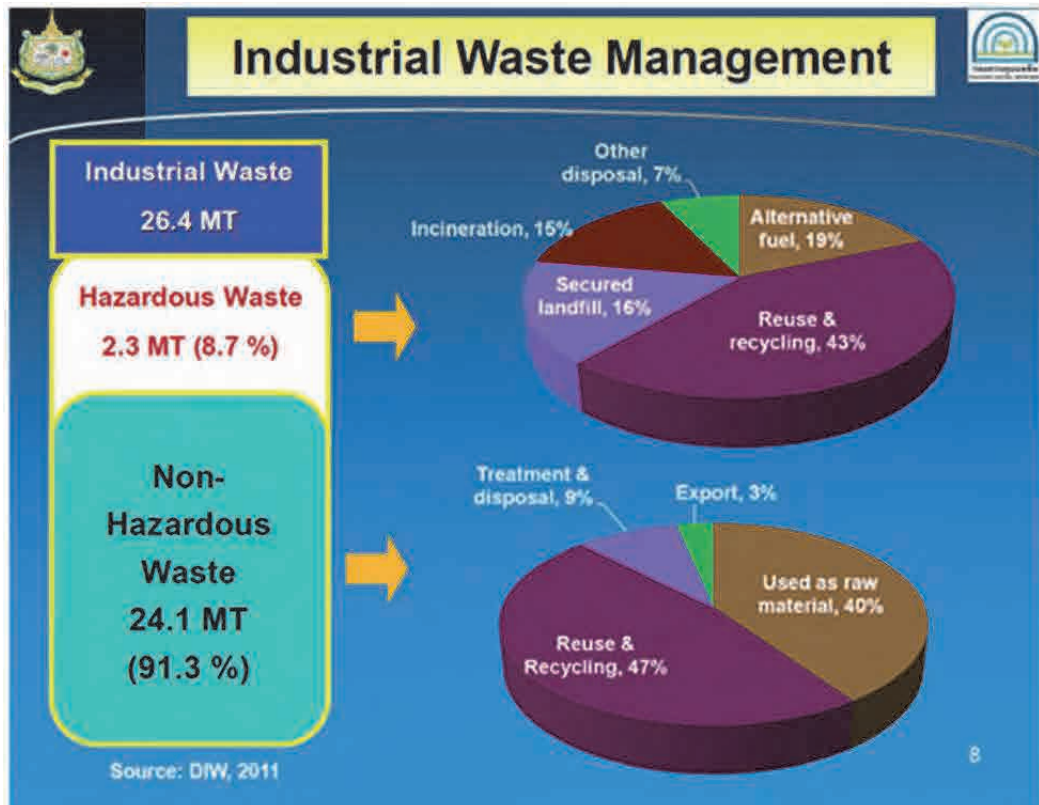 Industrial Waste Management
Industrial Waste
26.4 MT
Hazardous Waste
2.3 MT (8.7 %)
Non-
Hazardous
Waste
24.1 MT
(91.3 %)
Source: DIW, 2011
Other
disposal, 7%
Alternative
fuel, 19%
Incineration, 15%
Secured
landfill, 16%
Reuse &
recycling, 43%
Treatment &
disposal, 9%
Export, 3%
Used as raw
material, 40%
Reuse &
Recycling, 47%
8